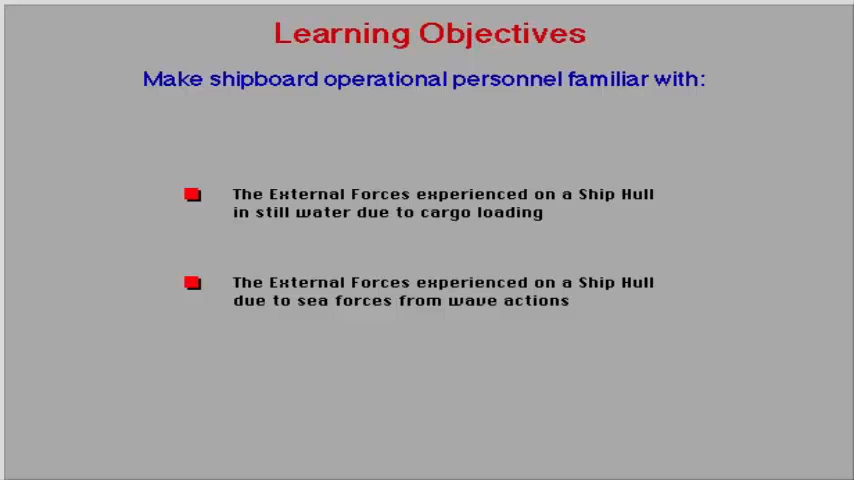 Learning Objectives
Make shipboard operational personnel familiar with:
The External Forces experienced on a Ship Hull
in still water due to cargo loading
The External Forces experienced on a Ship Hull
due to sea forces from wave actions